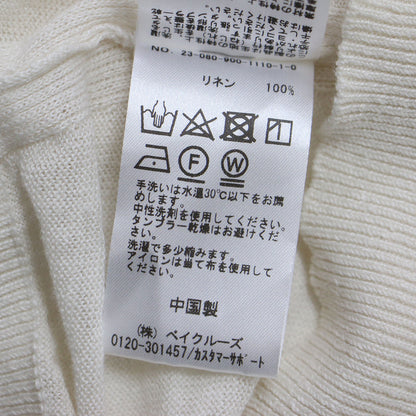 NO. 23-080-900-1110-1-0
リネン 100%
F W
手洗いは水温30℃以下をお薦
めします。
中性洗剤を使用してください。
タンブラー乾燥はお避けくださ
い。
洗濯で多少縮みます。
アイロンは当て布を使用して
ください。
中国製
(株) ベイクルーズ
0120-301457/カスタマーサポート